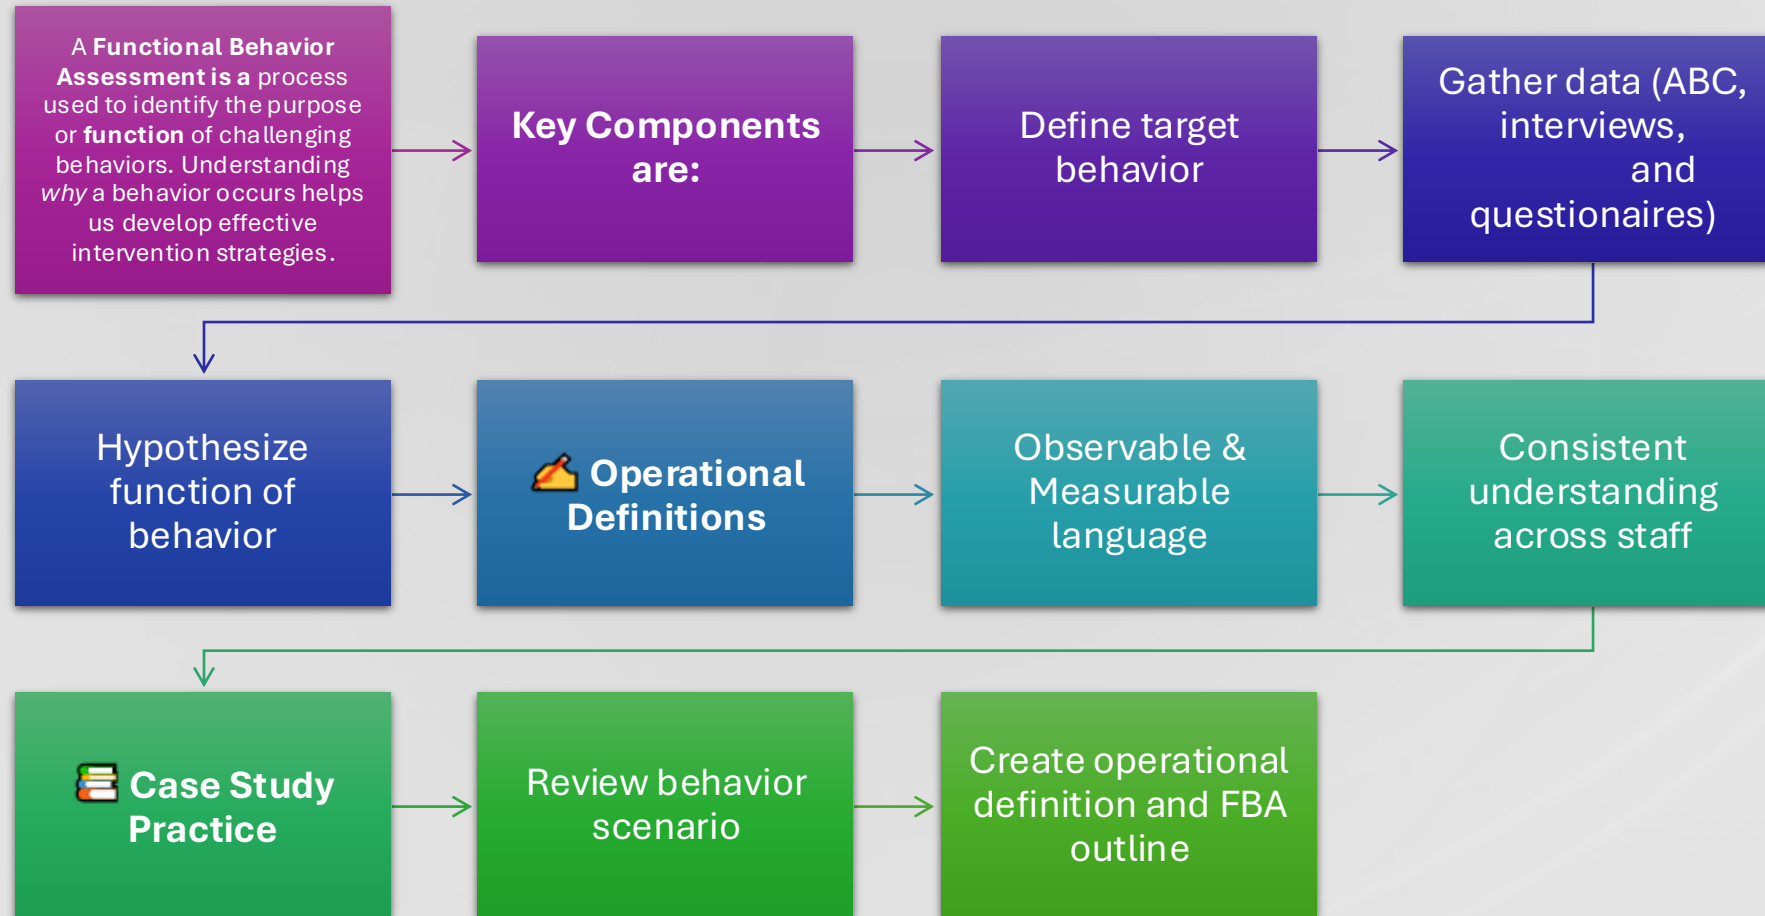 A Functional Behavior
Assessment is a process
used to identify the purpose
or function of challenging
behaviors. Understanding
why a behavior occurs helps
us develop effective
intervention strategies.
Key Components
are:
Define target
behavior
Gather data (ABC,
interviews,
and
questionaires)
Hypothesize
function of
behavior
✍ Operational
Definitions
Observable &
Measurable
language
Consistent
understanding
across staff
📚 Case Study
Practice
Review behavior
scenario
Create operational
definition and FBA
outline